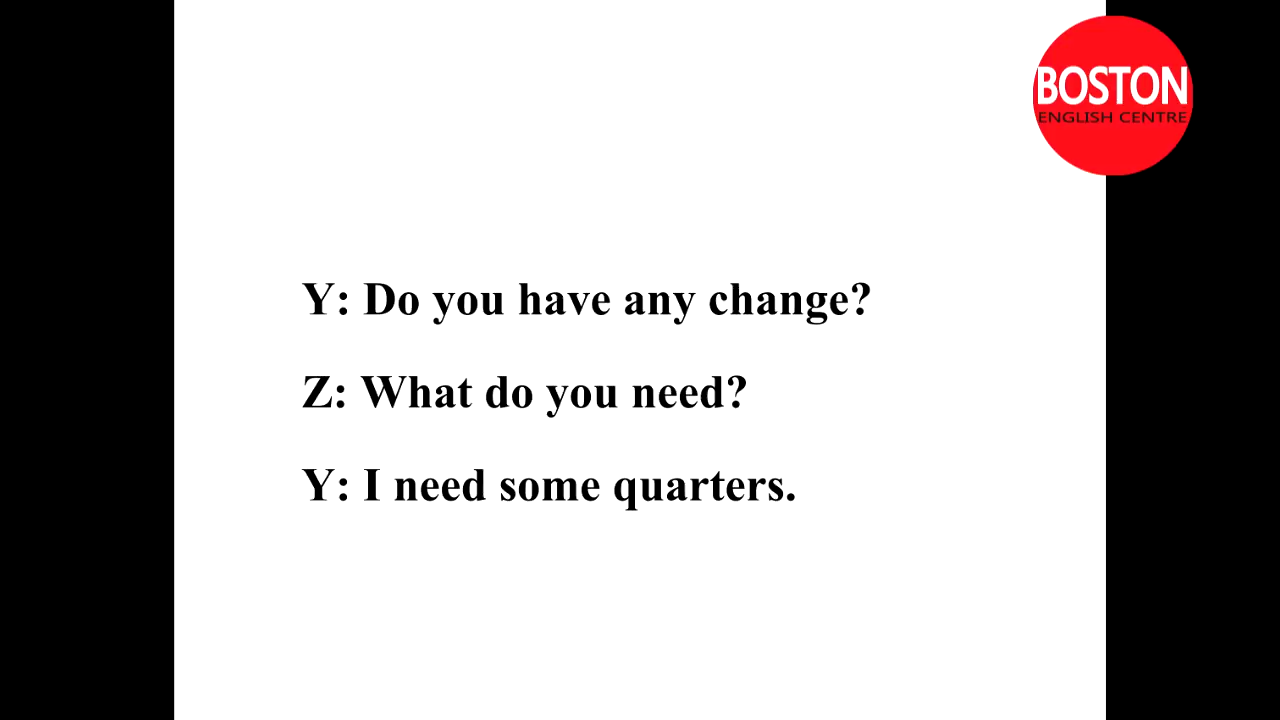 BOSTON
ENGLISH CENTRE
Y: Do you have any change?
Z: What do you need?
Y: I need some quarters.